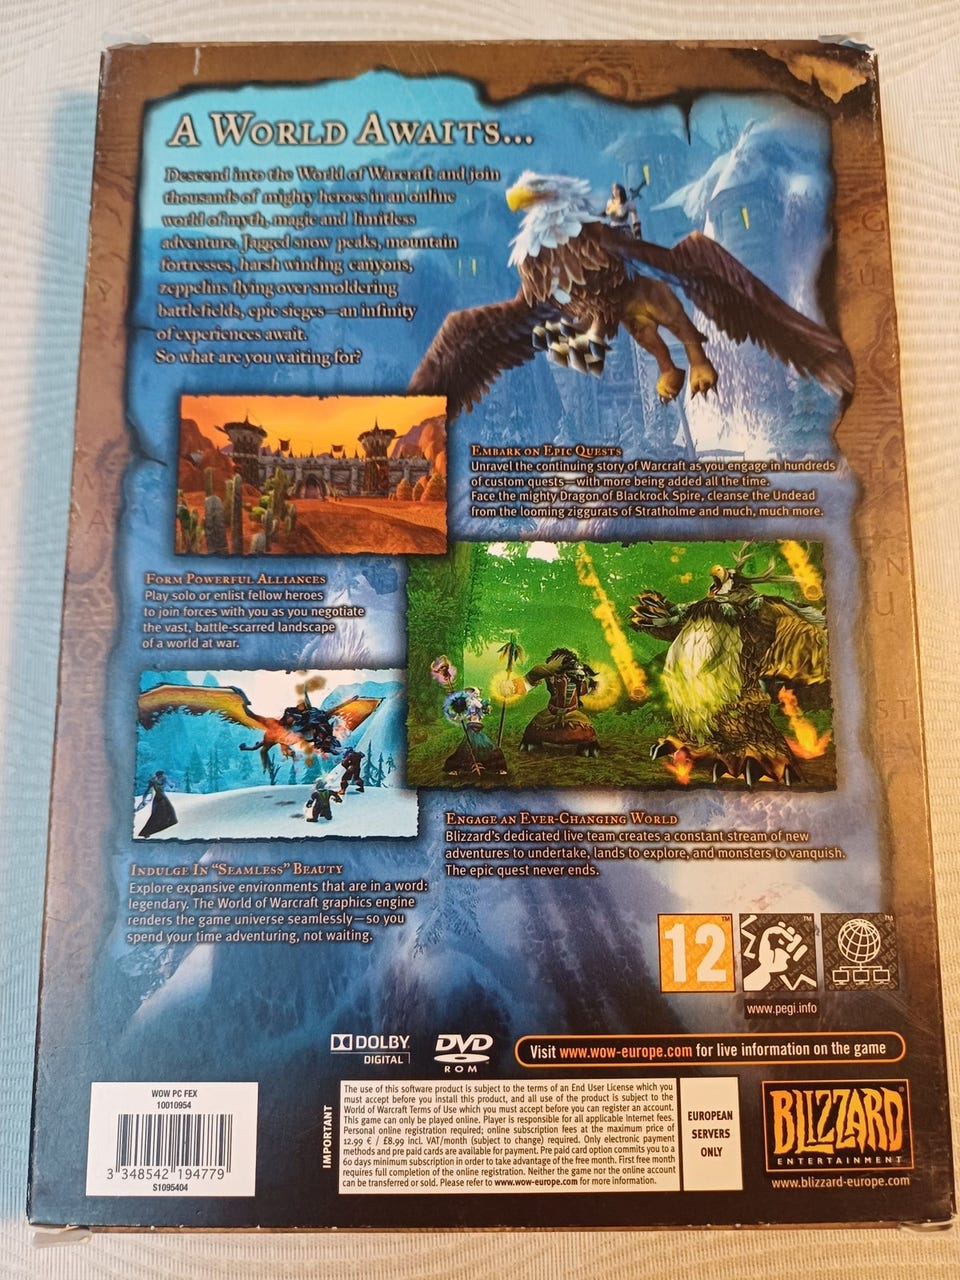 A World Awaits...
Descend into the World of Warcraft and join
thousands of mighty heroes in an online
world of myth, magic and limitless
adventure. Jagged snow peaks, mountain
fortresses, harsh winding canyons,
zeppelins flying over smoldering
battlefields, epic sieges—an infinity
of experiences await.
So what are you waiting for?
Embark on Epic Quests
Unravel the continuing story of Warcraft as you engage in hundreds
of custom quests—with more being added all the time.
Face the mighty Dragon of Blackrock Spire, cleanse the Undead
from the looming ziggurats of Stratholme and much, much more.
Form Powerful Alliances
Play solo or enlist fellow heroes
to join forces with you as you negotiate
the vast, battle-scarred landscape
of a world at war.
Engage an Ever-Changing World
Blizzard's dedicated live team creates a constant stream of new
adventures to undertake, lands to explore, and monsters to vanquish.
The epic quest never ends.
Indulge In "Seamless" Beauty
Explore expansive environments that are in a word:
legendary. The World of Warcraft graphics engine
renders the game universe seamlessly—so you
spend your time adventuring, not waiting.
12
www.pegi.info
DOLBY
DIGITAL
DVD
ROM
Visit www.wow-europe.com for live information on the game
WOW PC FEX
10010954
3 348542 194779
S1095404
IMPORTANT
The use of this software product is subject to the terms of an End User License which you
must accept before you install this product, and all use of the product is subject to the
World of Warcraft Terms of Use which you must accept before you can register an account.
This game can only be played online. Player is responsible for all applicable Internet fees.
Personal online registration required; online subscription fees at the maximum price of
12.99 € / £8.99 incl. VAT/month (subject to change) required. Only electronic payment
methods and pre paid cards are available for payment. Pre paid card option commits you to a
60 days minimum subscription in order to take advantage of the free month. First free month
requires full completion of the online registration. Neither the game nor the online account
can be transferred or sold. Please refer to www.wow-europe.com for more information.
EUROPEAN
SERVERS
ONLY
BLIZZARD
ENTERTAINMENT
www.blizzard-europe.com